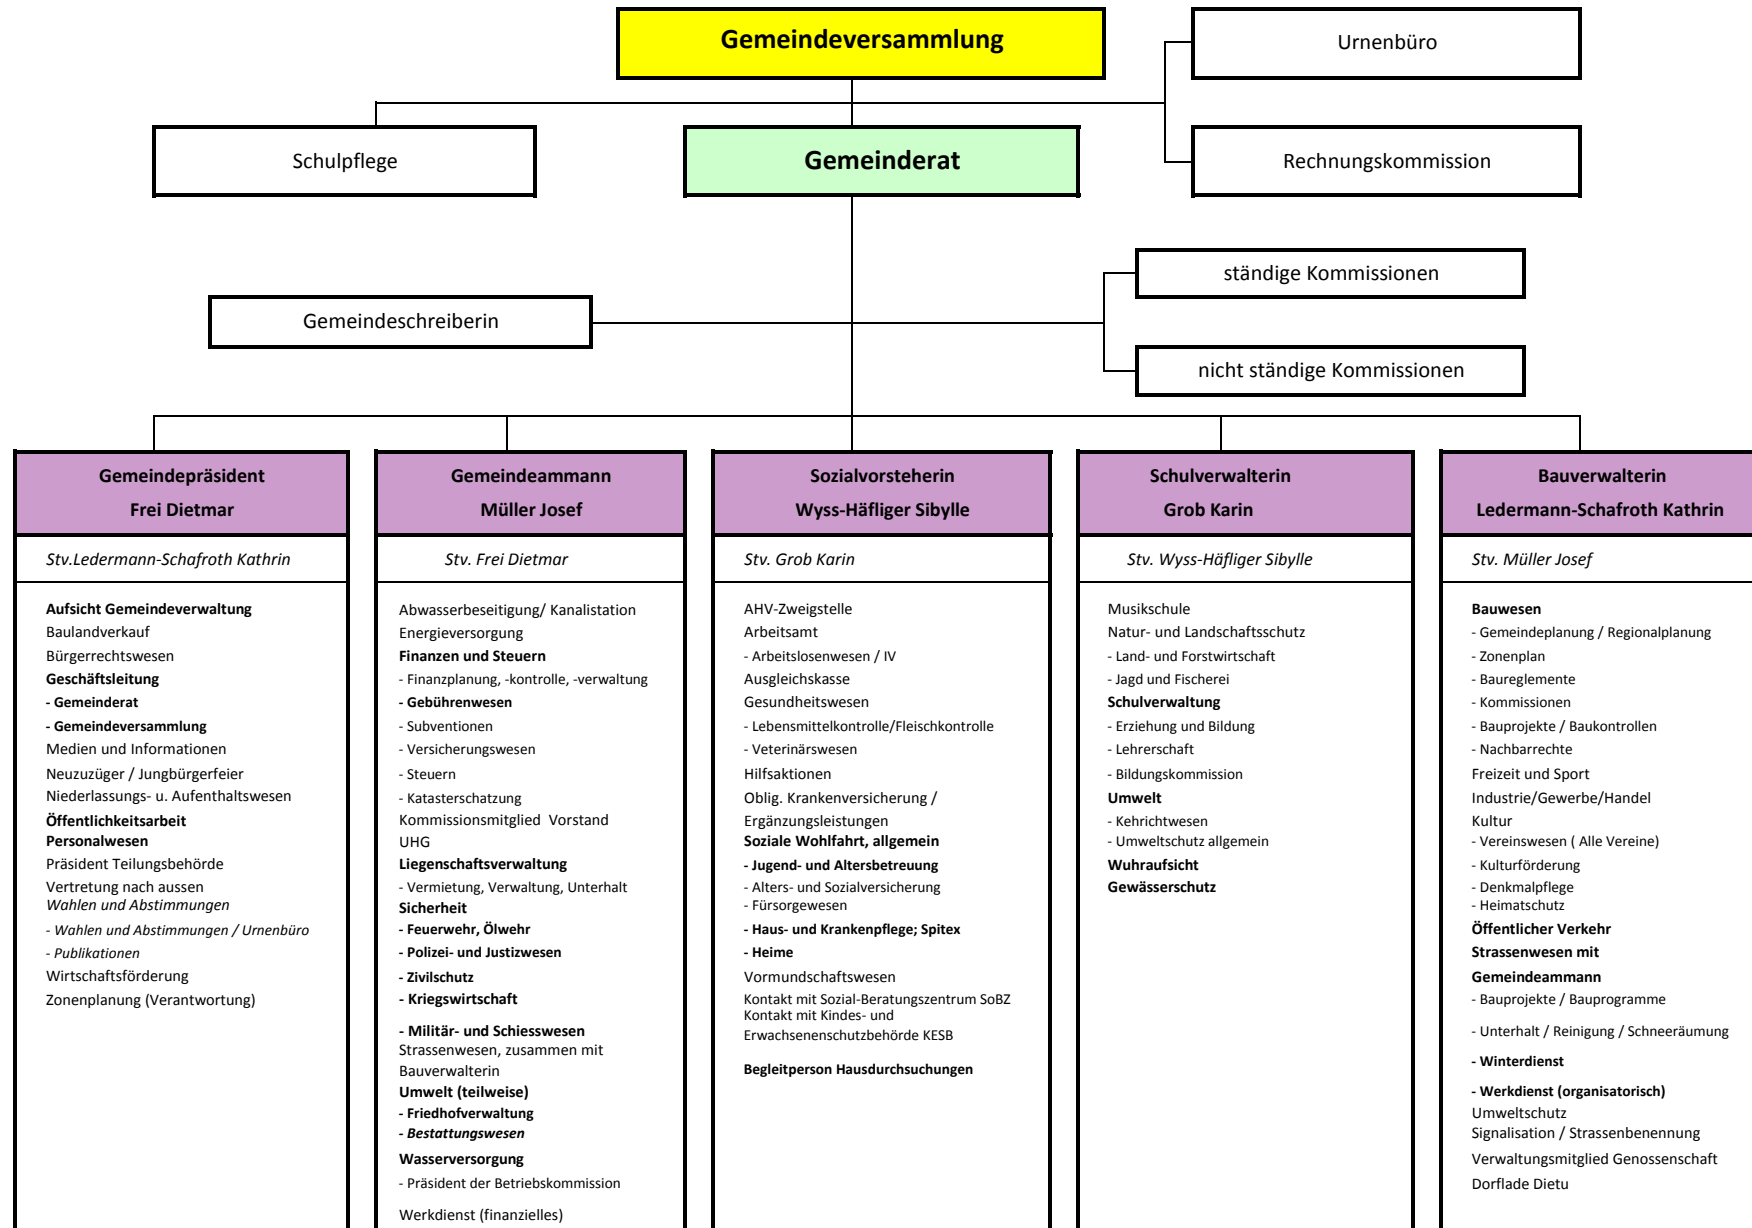 Gemeindeversammlung
Urnenbüro
Schulpflege
Gemeinderat
Rechnungskommission
ständige Kommissionen
Gemeindeschreiberin
nicht ständige Kommissionen
Gemeindepräsident
Frei Dietmar
Stv.Ledermann-Schafroth Kathrin
Aufsicht Gemeindeverwaltung
Baulandverkauf
Bürgerrechtswesen
Geschäftsleitung
- Gemeinderat
- Gemeindeversammlung
Medien und Informationen
Neuzuzüger / Jungbürgerfeier
Niederlassungs- u. Aufenthaltswesen
Öffentlichkeitsarbeit
Personalwesen
Präsident Teilungsbehörde
Vertretung nach aussen
Wahlen und Abstimmungen
- Wahlen und Abstimmungen / Urnenbüro
- Publikationen
Wirtschaftsförderung
Zonenplanung (Verantwortung)
Gemeindeammann
Müller Josef
Stv. Frei Dietmar
Abwasserbeseitigung/ Kanalistation
Energieversorgung
Finanzen und Steuern
- Finanzplanung, -kontrolle, -verwaltung
- Gebührenwesen
- Subventionen
- Versicherungswesen
- Steuern
- Katasterschatzung
Kommissionsmitglied  Vorstand
UHG
Liegenschaftsverwaltung
- Vermietung, Verwaltung, Unterhalt
Sicherheit
- Feuerwehr, Ölwehr
- Polizei- und Justizwesen
- Zivilschutz
- Kriegswirtschaft
- Militär- und Schiesswesen
Strassenwesen, zusammen mit
Bauverwalterin
Umwelt (teilweise)
- Friedhofverwaltung
- Bestattungswesen
Wasserversorgung
- Präsident der Betriebskommission
Werkdienst (finanzielles)
Sozialvorsteherin
Wyss-Häfliger Sibylle
Stv. Grob Karin
AHV-Zweigstelle
Arbeitsamt
- Arbeitslosenwesen / IV
Ausgleichskasse
Gesundheitswesen
- Lebensmittelkontrolle/Fleischkontrolle
- Veterinärswesen
Hilfsaktionen
Oblig. Krankenversicherung /
Ergänzungsleistungen
Soziale Wohlfahrt, allgemein
- Jugend- und Altersbetreuung
- Alters- und Sozialversicherung
- Fürsorgewesen
- Haus- und Krankenpflege; Spitex
- Heime
Vormundschaftswesen
Kontakt mit Sozial-Beratungszentrum SoBZ
Kontakt mit Kindes- und
Erwachsenenschutzbehörde KESB
Begleitperson Hausdurchsuchungen
Schulverwalterin
Grob Karin
Stv. Wyss-Häfliger Sibylle
Musikschule
Natur- und Landschaftsschutz
- Land- und Forstwirtschaft
- Jagd und Fischerei
Schulverwaltung
- Erziehung und Bildung
- Lehrerschaft
- Bildungskommission
Umwelt
- Kehrichtwesen
- Umweltschutz allgemein
Wuhraufsicht
Gewässerschutz
Bauverwalterin
Ledermann-Schafroth Kathrin
Stv. Müller Josef
Bauwesen
- Gemeindeplanung / Regionalplanung
- Zonenplan
- Baureglemente
- Kommissionen
- Bauprojekte / Baukontrollen
- Nachbarrechte
Freizeit und Sport
Industrie/Gewerbe/Handel
Kultur
- Vereinswesen ( Alle Vereine)
- Kulturförderung
- Denkmalpflege
- Heimatschutz
Öffentlicher Verkehr
Strassenwesen mit
Gemeindeammann
- Bauprojekte / Bauprogramme
- Unterhalt / Reinigung / Schneeräumung
- Winterdienst
- Werkdienst (organisatorisch)
Umweltschutz
Signalisation / Strassenbenennung
Verwaltungsmitglied Genossenschaft
Dorflade Dietu